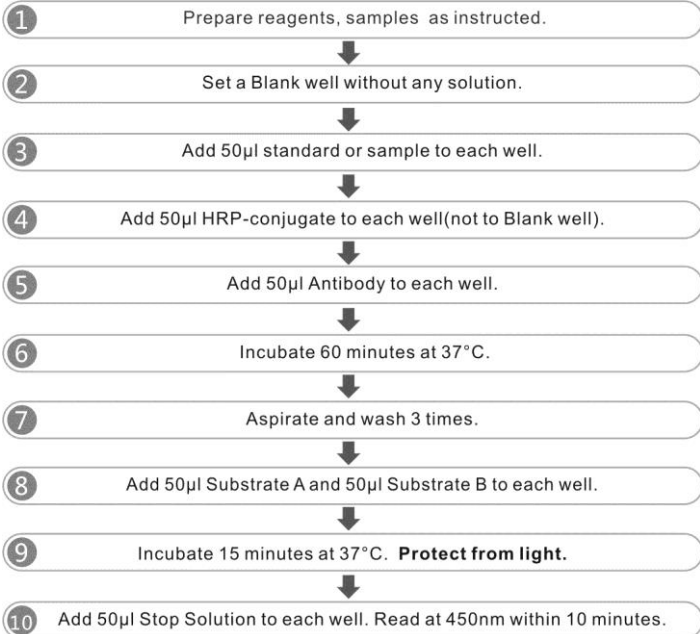 1 Prepare reagents, samples as instructed.
2 Set a Blank well without any solution.
3 Add 50μl standard or sample to each well.
4 Add 50μl HRP-conjugate to each well(not to Blank well).
5 Add 50μl Antibody to each well.
6 Incubate 60 minutes at 37°C.
7 Aspirate and wash 3 times.
8 Add 50μl Substrate A and 50μl Substrate B to each well.
9 Incubate 15 minutes at 37°C. Protect from light.
10 Add 50μl Stop Solution to each well. Read at 450nm within 10 minutes.